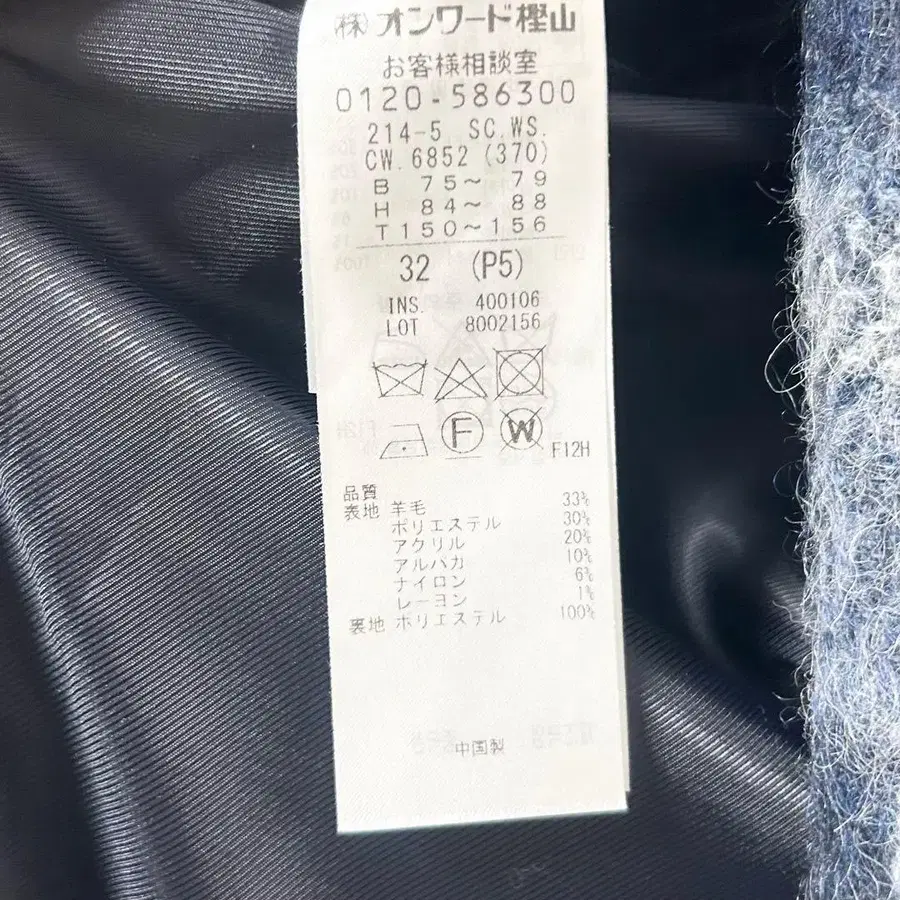 (株)オンワード樫山
お客様相談室
0120-586300
214-5 SC.WS.
CW.6852 (370)
B 75〜 79
H 84〜 88
T150〜156
32 (P5)
INS. 400106
LOT 8002156
F
W
F12H
品質
表地 羊毛 33%
ポリエステル 30%
アクリル 20%
アルパカ 10%
ナイロン 6%
レーヨン 1%
裏地 ポリエステル 100%
中国製